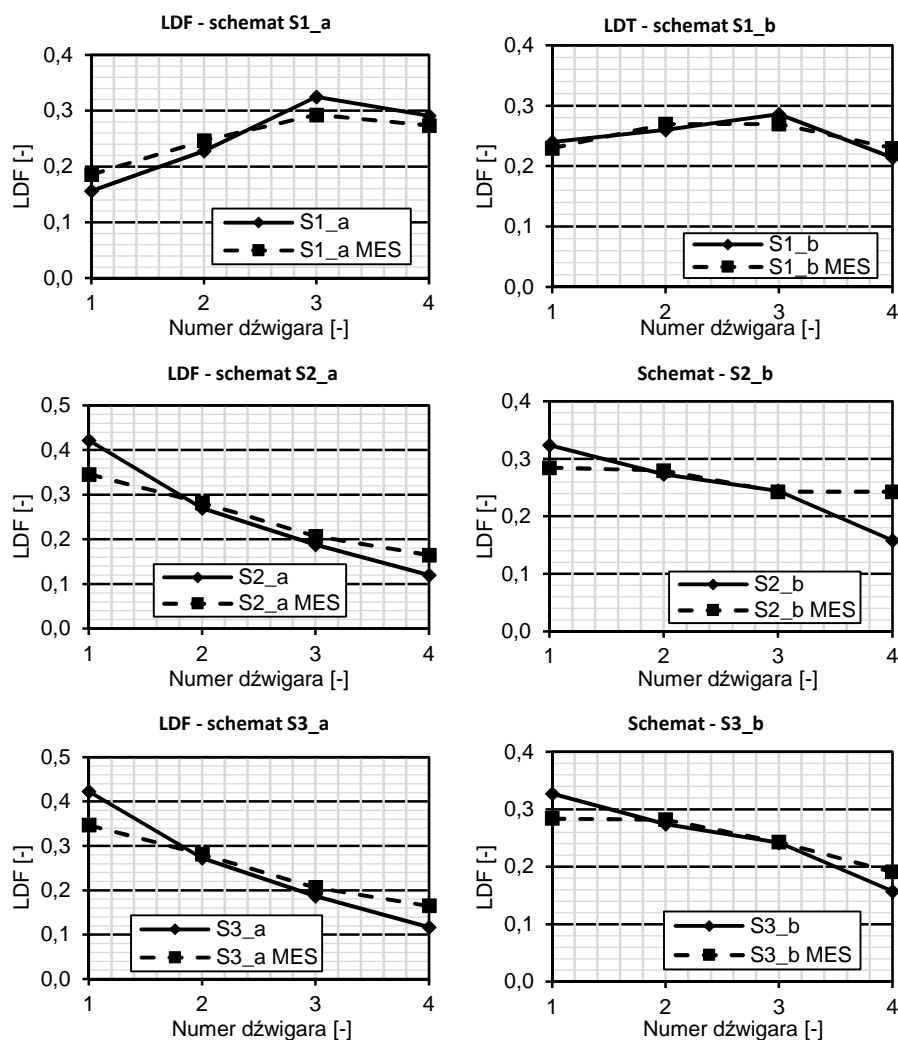 LDF - schemat S1_a
0,4
0,3
0,2
0,1
0,0
LDF [-]
S1_a
S1_a MES
1 2 3 4
Numer dźwigara [-]
LDT - schemat S1_b
0,4
0,3
0,2
0,1
0,0
LDF [-]
S1_b
S1_b MES
1 2 3 4
Numer dźwigara [-]
LDF - schemat S2_a
0,5
0,4
0,3
0,2
0,1
0,0
LDF [-]
S2_a
S2_a MES
1 2 3 4
Numer dźwigara [-]
Schemat - S2_b
0,4
0,3
0,2
0,1
0,0
LDF [-]
S2_b
S2_b MES
1 2 3 4
Numer dźwigara [-]
LDF - schemat S3_a
0,5
0,4
0,3
0,2
0,1
0,0
LDF [-]
S3_a
S3_a MES
1 2 3 4
Numer dźwigara [-]
Schemat - S3_b
0,4
0,3
0,2
0,1
0,0
LDF [-]
S3_b
S3_b MES
1 2 3 4
Numer dźwigara [-]